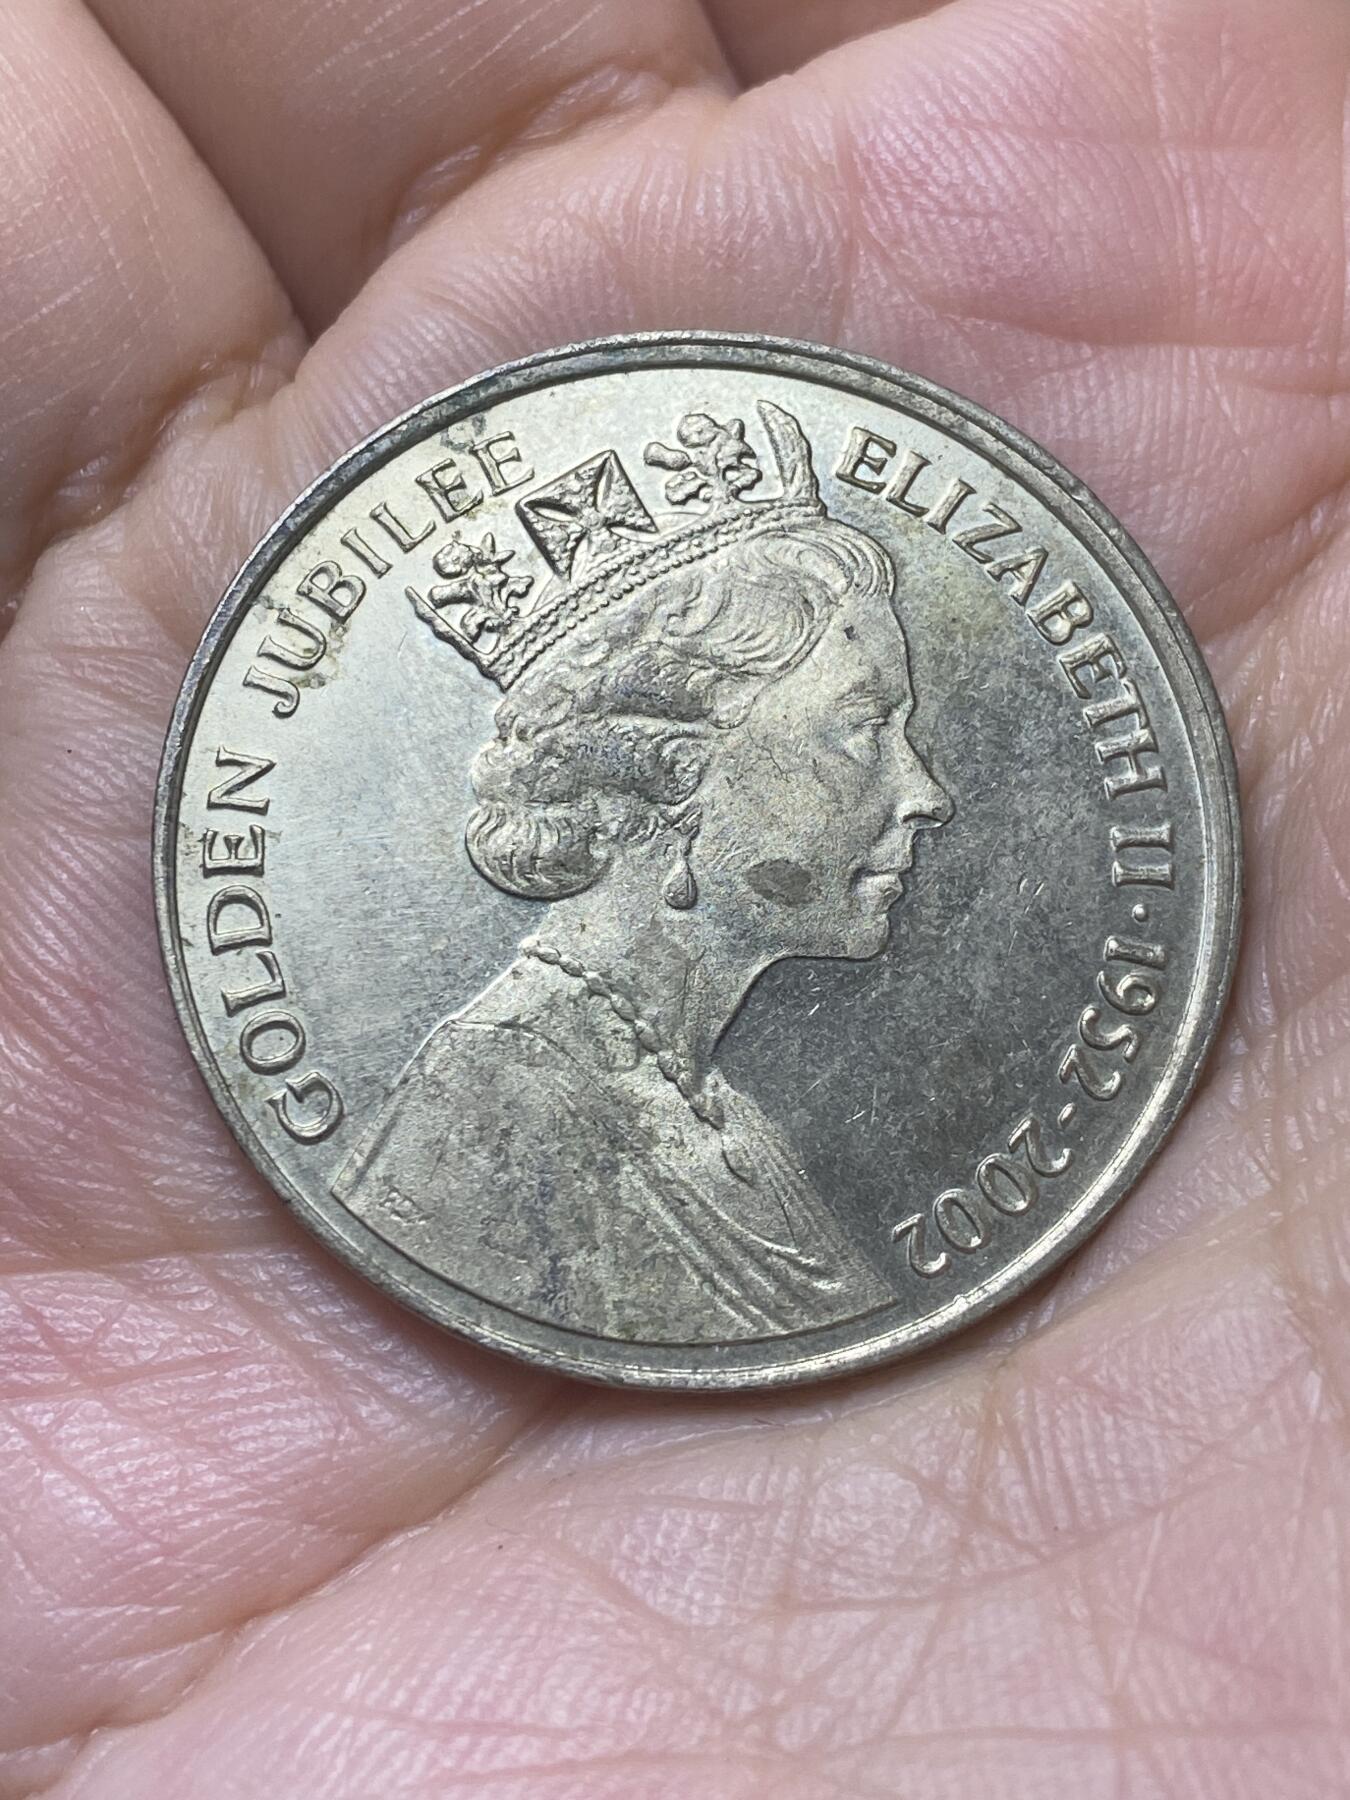 GOLDEN JUBILEE
ELIZABETH II · 1952 - 2002